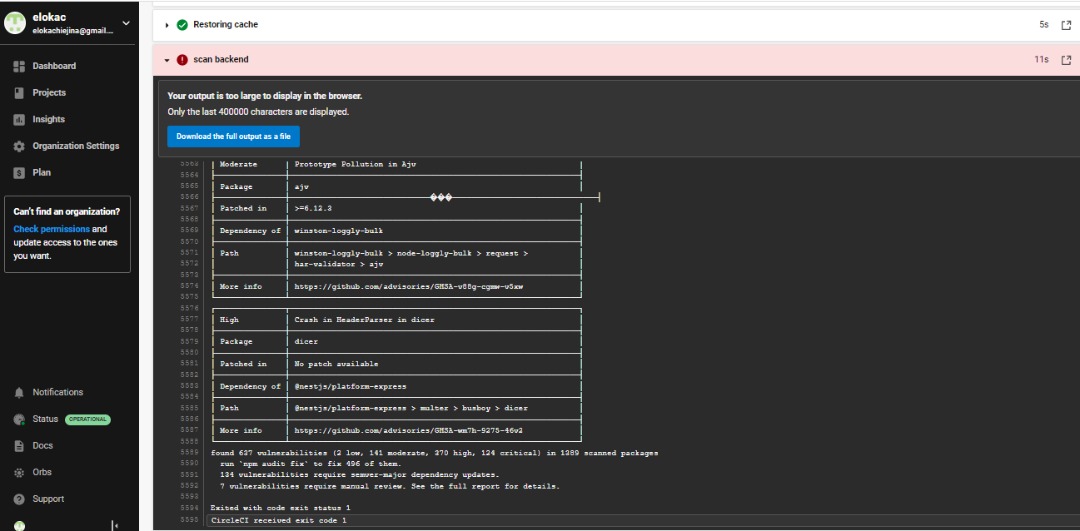 elokac
elokachiejina@gmail....
Dashboard
Projects
Insights
Organization Settings
Plan
Can't find an organization?
Check permissions and
update access to the ones
you want.
Notifications
Status OPERATIONAL
Docs
Orbs
Support
Restoring cache 5s
scan backend 11s
Your output is too large to display in the browser.
Only the last 400000 characters are displayed.
Download the full output as a file
5563 Moderate Prototype Pollution in Ajv
5564
5565 Package ajv
5566 ���
5567 Patched in >=6.12.3
5568
5569 Dependency of winston-loggly-bulk
5570
5571 Path winston-loggly-bulk > node-loggly-bulk > request >
5572 har-validator > ajv
5573
5574 More info https://github.com/advisories/GHSA-v88g-cgmw-v5xw
5575
5576
5577 High Crash in HeaderParser in dicer
5578
5579 Package dicer
5580
5581 Patched in No patch available
5582
5583 Dependency of @nestjs/platform-express
5584
5585 Path @nestjs/platform-express > multer > busboy > dicer
5586
5587 More info https://github.com/advisories/GHSA-wm7h-9275-46v2
5588
5589 found 637 vulnerabilities (2 low, 141 moderate, 370 high, 124 critical) in 1389 scanned packages
5590 run `npm audit fix` to fix 496 of them.
5591 134 vulnerabilities require semver-major dependency updates.
5592 7 vulnerabilities require manual review. See the full report for details.
5593
5594 Exited with code exit status 1
5595 CircleCI received exit code 1